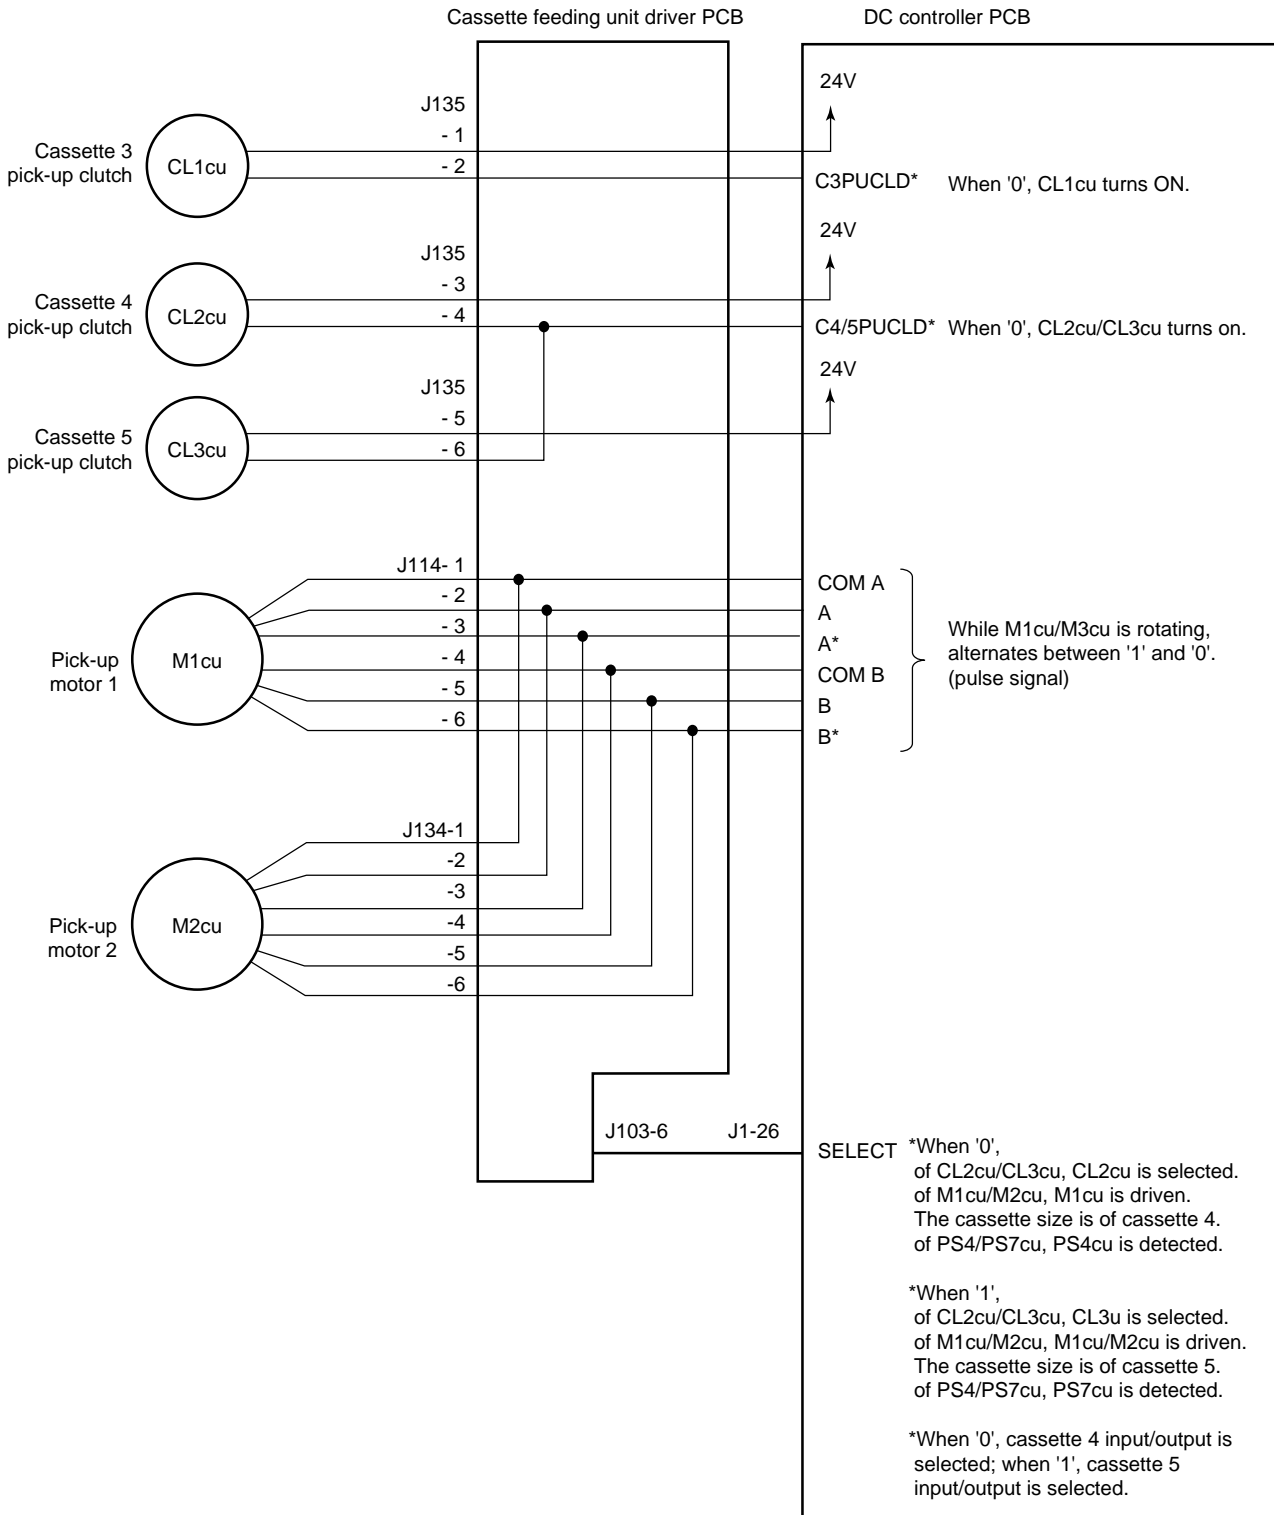 Cassette feeding unit driver PCB
DC controller PCB
24V
J135
- 1
Cassette 3
pick-up clutch
CL1cu
- 2
C3PUCLD*
When '0', CL1cu turns ON.
24V
J135
- 3
Cassette 4
pick-up clutch
CL2cu
- 4
C4/5PUCLD*
When '0', CL2cu/CL3cu turns on.
24V
J135
- 5
Cassette 5
pick-up clutch
CL3cu
- 6
J114- 1
- 2
- 3
- 4
- 5
- 6
Pick-up
motor 1
M1cu
COM A
A
A*
COM B
B
B*
While M1cu/M3cu is rotating,
alternates between '1' and '0'.
(pulse signal)
J134-1
-2
-3
-4
-5
-6
Pick-up
motor 2
M2cu
J103-6
J1-26
SELECT
*When '0',
of CL2cu/CL3cu, CL2cu is selected.
of M1cu/M2cu, M1cu is driven.
The cassette size is of cassette 4.
of PS4/PS7cu, PS4cu is detected.
*When '1',
of CL2cu/CL3cu, CL3u is selected.
of M1cu/M2cu, M1cu/M2cu is driven.
The cassette size is of cassette 5.
of PS4/PS7cu, PS7cu is detected.
*When '0', cassette 4 input/output is
selected; when '1', cassette 5
input/output is selected.